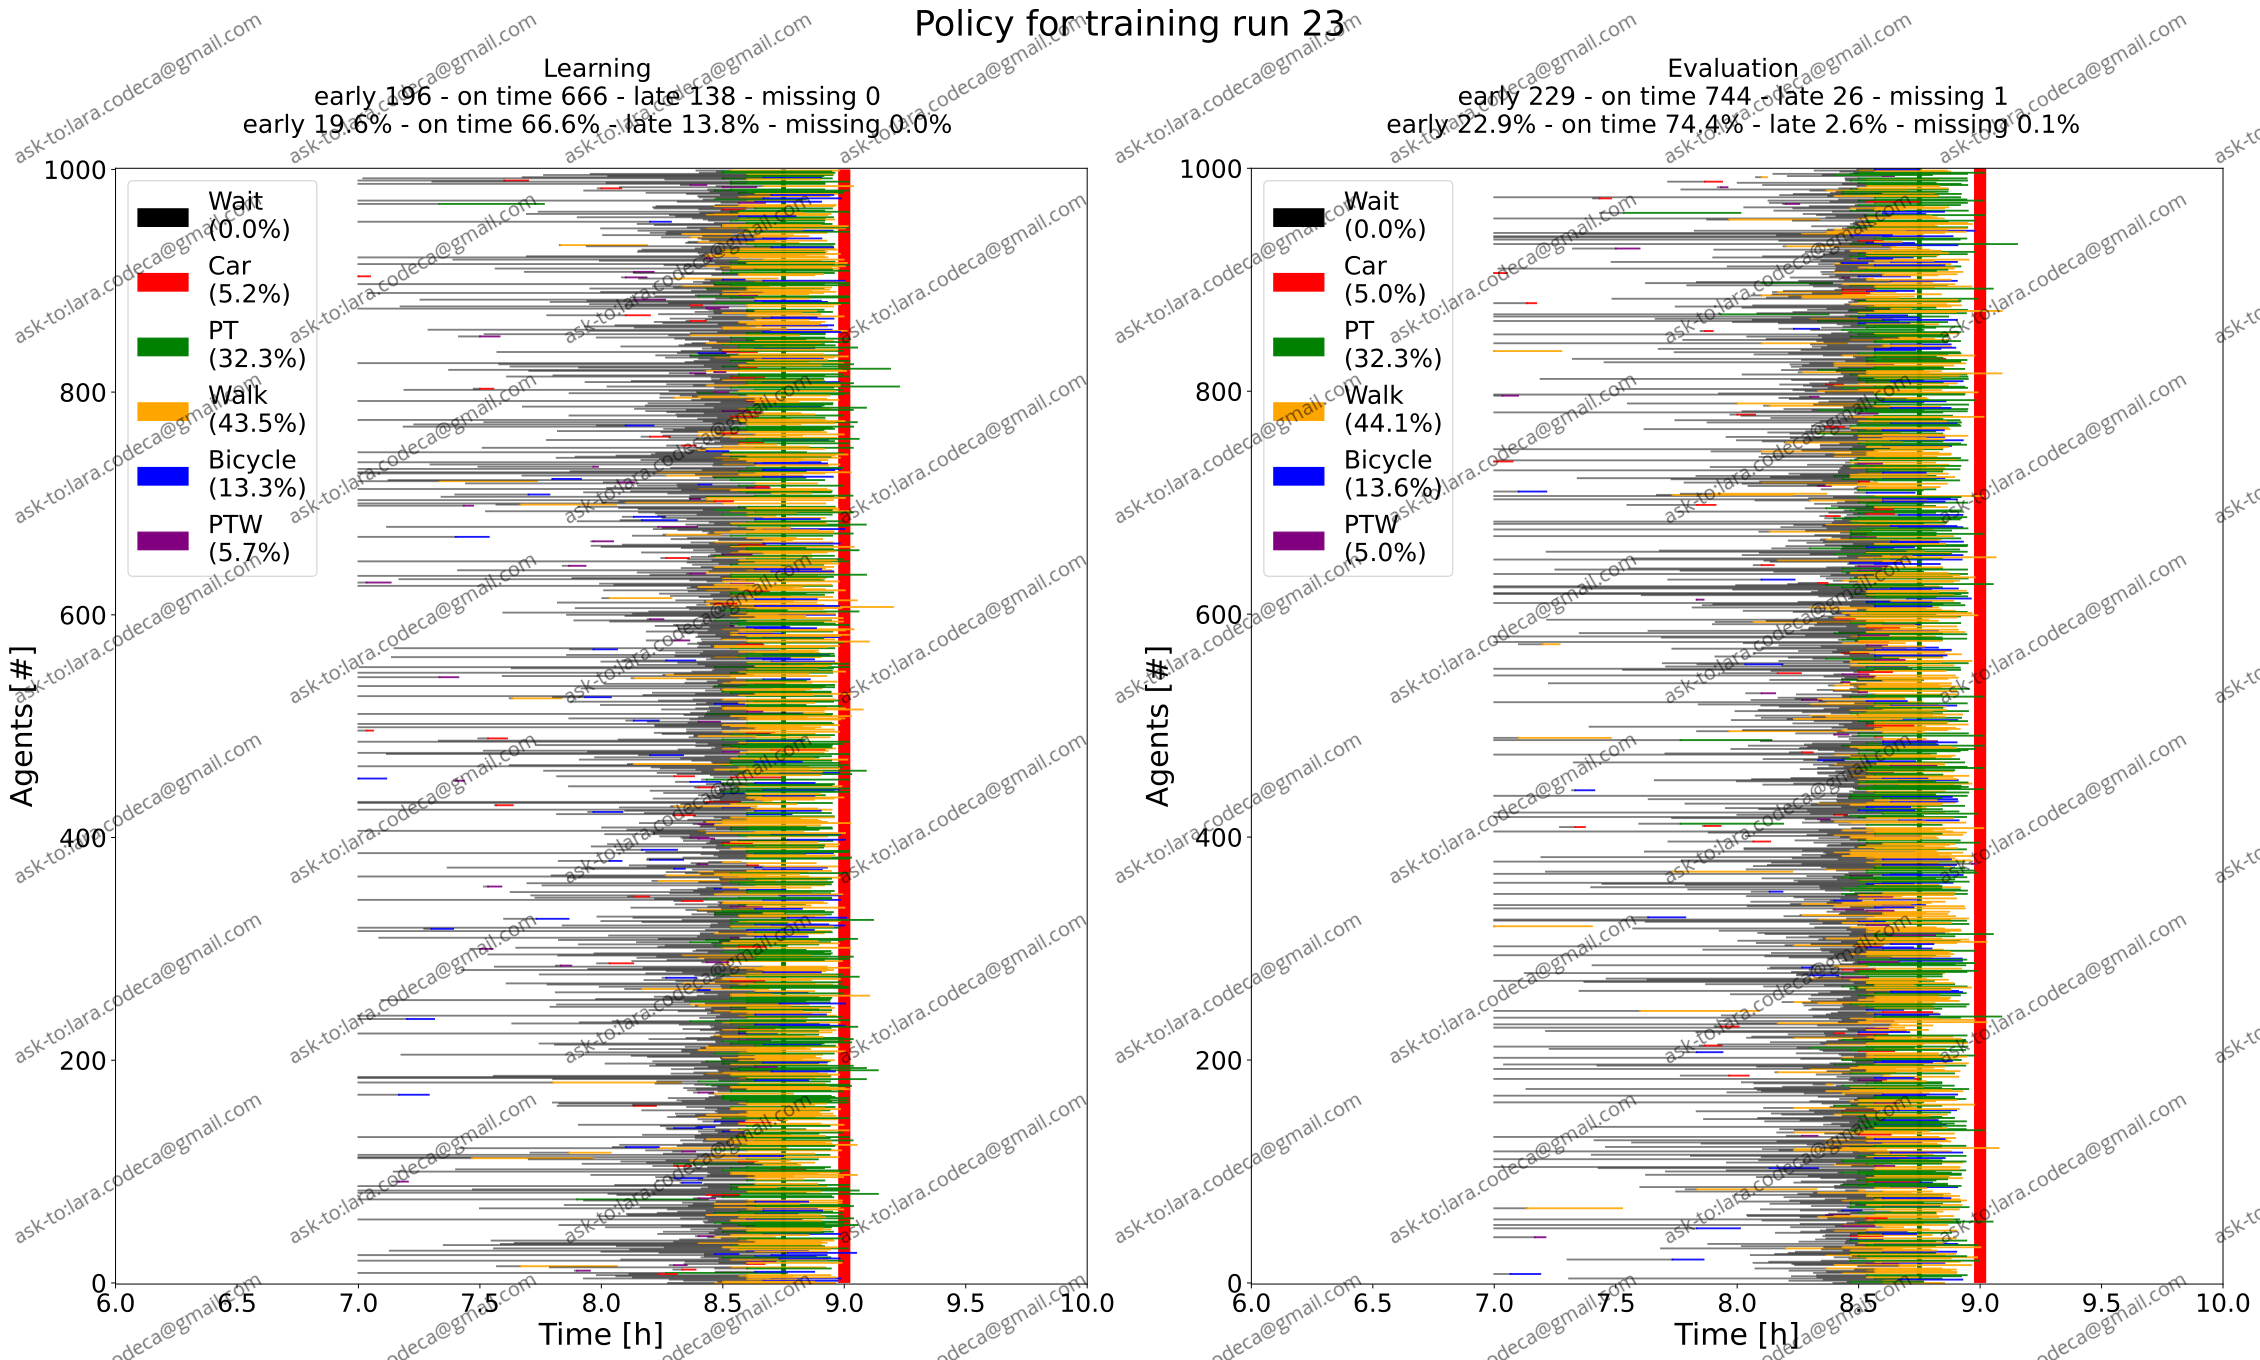 Policy for training run 23
Learning
early 196 - on time 666 - late 138 - missing 0
early 19.6% - on time 66.6% - late 13.8% - missing 0.0%
Evaluation
early 229 - on time 744 - late 26 - missing 1
early 22.9% - on time 74.4% - late 2.6% - missing 0.1%
Agents [#]
1000
800
600
400
200
0
Wait
(0.0%)
Car
(5.2%)
PT
(32.3%)
Walk
(43.5%)
Bicycle
(13.3%)
PTW
(5.7%)
6.0 6.5 7.0 7.5 8.0 8.5 9.0 9.5 10.0
Time [h]
Agents [#]
1000
800
600
400
200
0
Wait
(0.0%)
Car
(5.0%)
PT
(32.3%)
Walk
(44.1%)
Bicycle
(13.6%)
PTW
(5.0%)
6.0 6.5 7.0 7.5 8.0 8.5 9.0 9.5 10.0
Time [h]
ask-to:lara.codeca@gmail.com